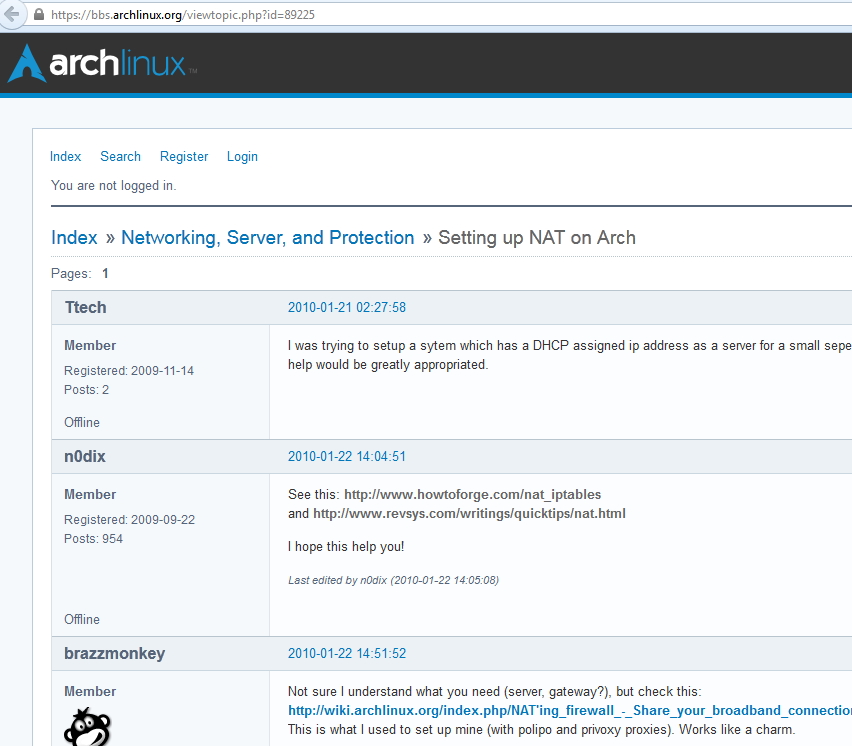 https://bbs.archlinux.org/viewtopic.php?id=89225
archlinux™
Index Search Register Login
You are not logged in.
Index » Networking, Server, and Protection » Setting up NAT on Arch
Pages: 1
Ttech 2010-01-21 02:27:58
Member
Registered: 2009-11-14
Posts: 2
Offline
I was trying to setup a sytem which has a DHCP assigned ip address as a server for a small sepe
help would be greatly appropriated.
n0dix 2010-01-22 14:04:51
Member
Registered: 2009-09-22
Posts: 954
Offline
See this: http://www.howtoforge.com/nat_iptables
and http://www.revsys.com/writings/quicktips/nat.html
I hope this help you!
Last edited by n0dix (2010-01-22 14:05:08)
brazzmonkey 2010-01-22 14:51:52
Member
Not sure I understand what you need (server, gateway?), but check this:
http://wiki.archlinux.org/index.php/NAT'ing_firewall_-_Share_your_broadband_connection
This is what I used to set up mine (with polipo and privoxy proxies). Works like a charm.